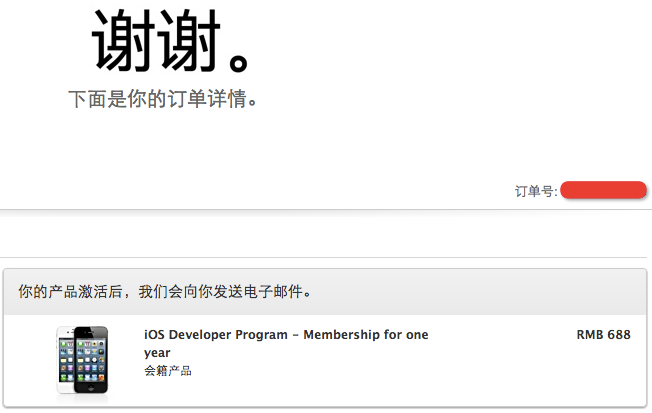 谢谢。
下面是你的订单详情。
订单号:
你的产品激活后，我们会向你发送电子邮件。
iOS Developer Program – Membership for one
year
RMB 688
会籍产品